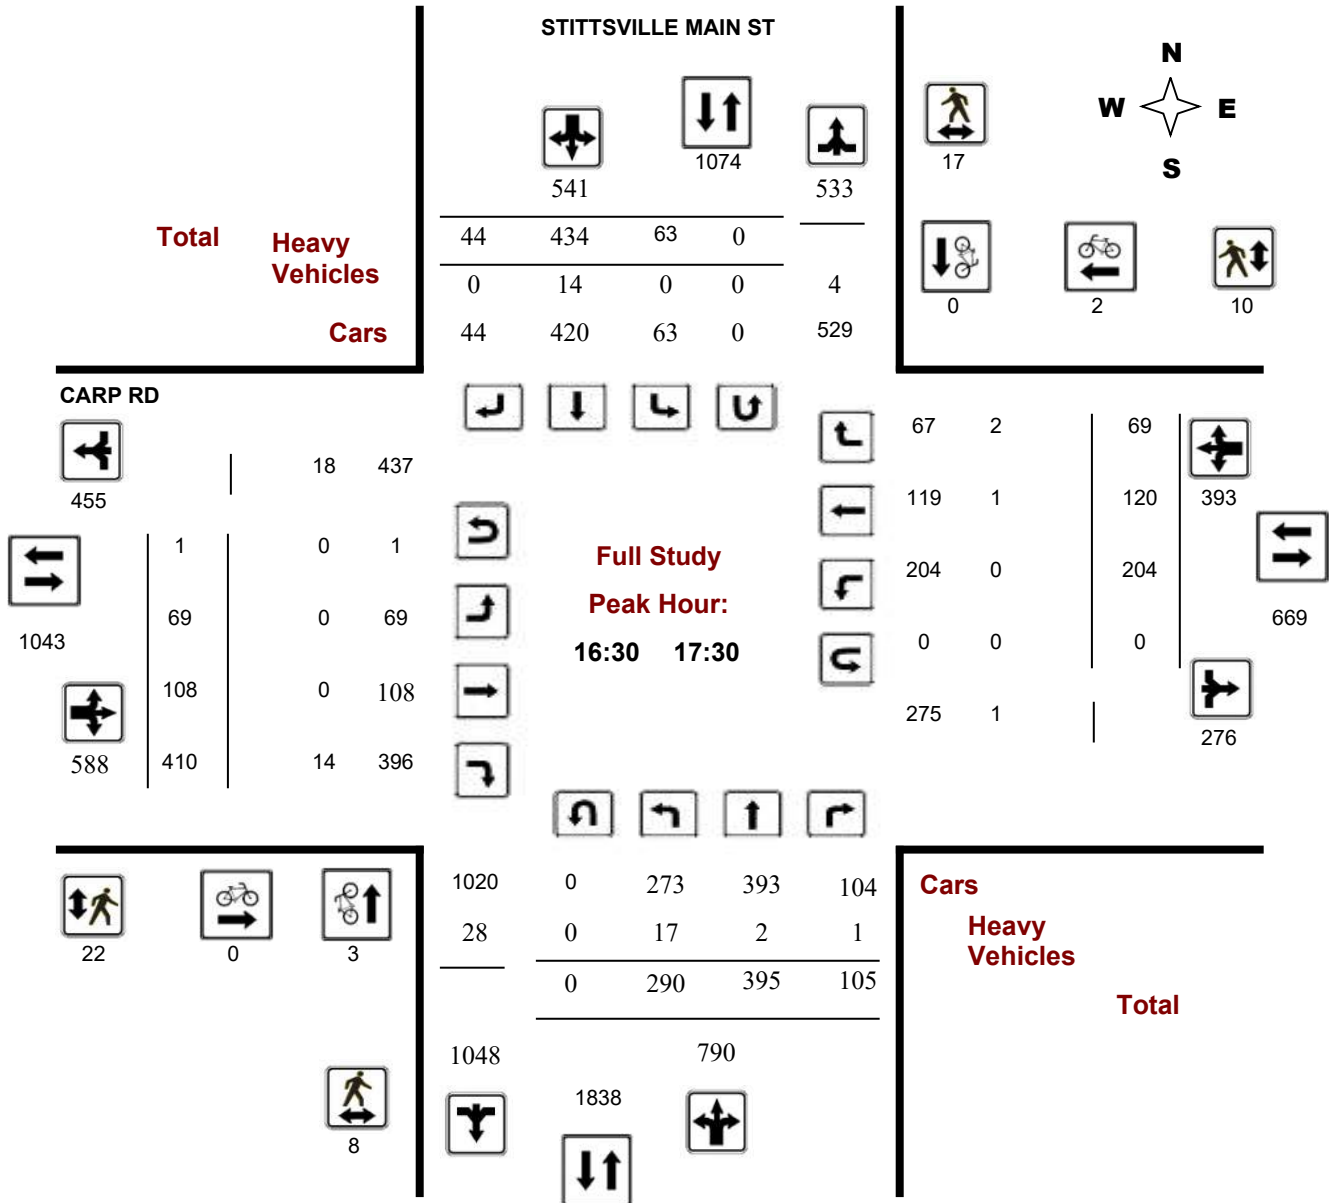 STITTSVILLE MAIN ST
N
W E
S
1074
17
541 533
Total Heavy Vehicles
44 434 63 0
0 14 0 0 4
0 2 10
Cars 44 420 63 0 529
CARP RD
67 2 69
18 437
455
119 1 120 393
1 0 1
Full Study
204 0 204
Peak Hour:
69 0 69
669
1043
16:30 17:30
0 0 0
108 0 108
275 1
276
588 410 14 396
1020 0 273 393 104
Cars
28 0 17 2 1
Heavy
Vehicles
22 0 3
0 290 395 105
Total
1048 790
1838
8